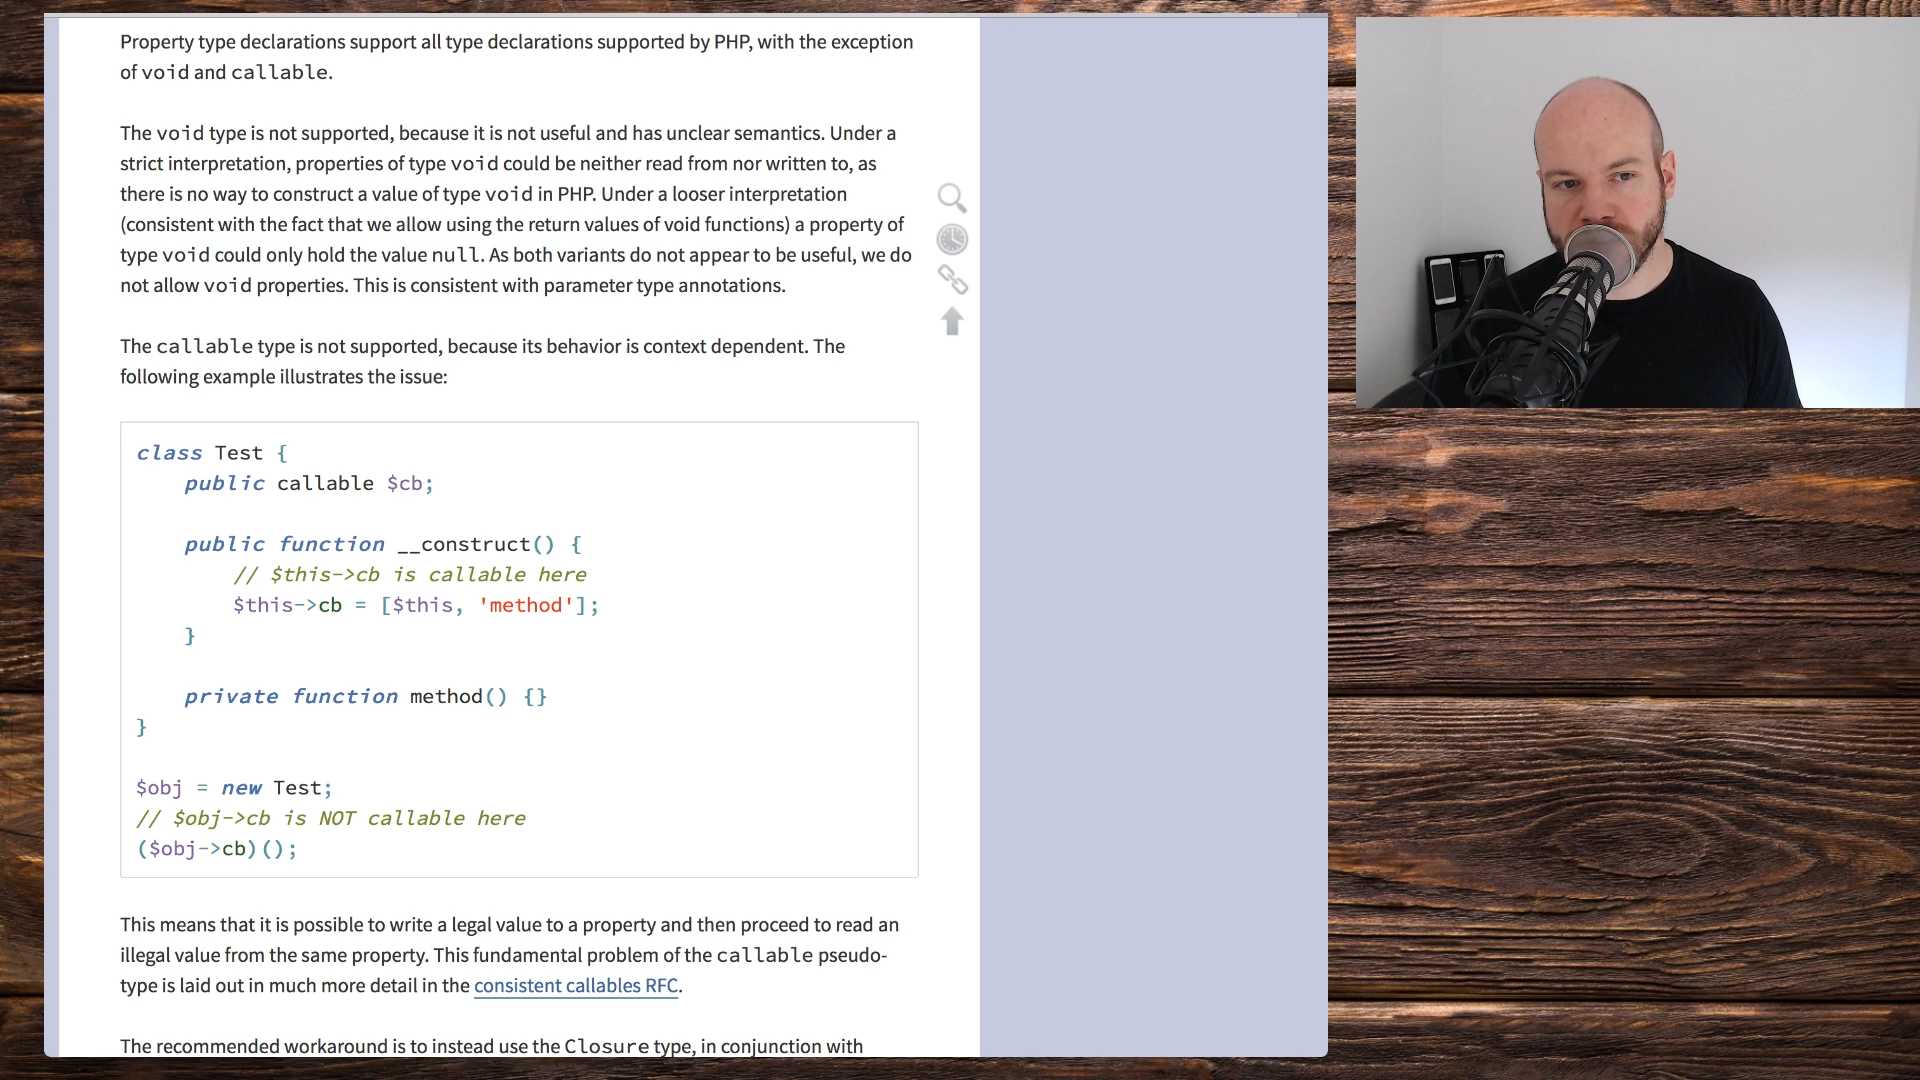 Property type declarations support all type declarations supported by PHP, with the exception
of void and callable.
The void type is not supported, because it is not useful and has unclear semantics. Under a
strict interpretation, properties of type void could be neither read from nor written to, as
there is no way to construct a value of type void in PHP. Under a looser interpretation
(consistent with the fact that we allow using the return values of void functions) a property of
type void could only hold the value null. As both variants do not appear to be useful, we do
not allow void properties. This is consistent with parameter type annotations.
The callable type is not supported, because its behavior is context dependent. The
following example illustrates the issue:
class Test {
    public callable $cb;
    public function __construct() {
        // $this->cb is callable here
        $this->cb = [$this, 'method'];
    }
    private function method() {}
}
$obj = new Test;
// $obj->cb is NOT callable here
($obj->cb)();
This means that it is possible to write a legal value to a property and then proceed to read an
illegal value from the same property. This fundamental problem of the callable pseudo-
type is laid out in much more detail in the consistent callables RFC.
The recommended workaround is to instead use the Closure type, in conjunction with